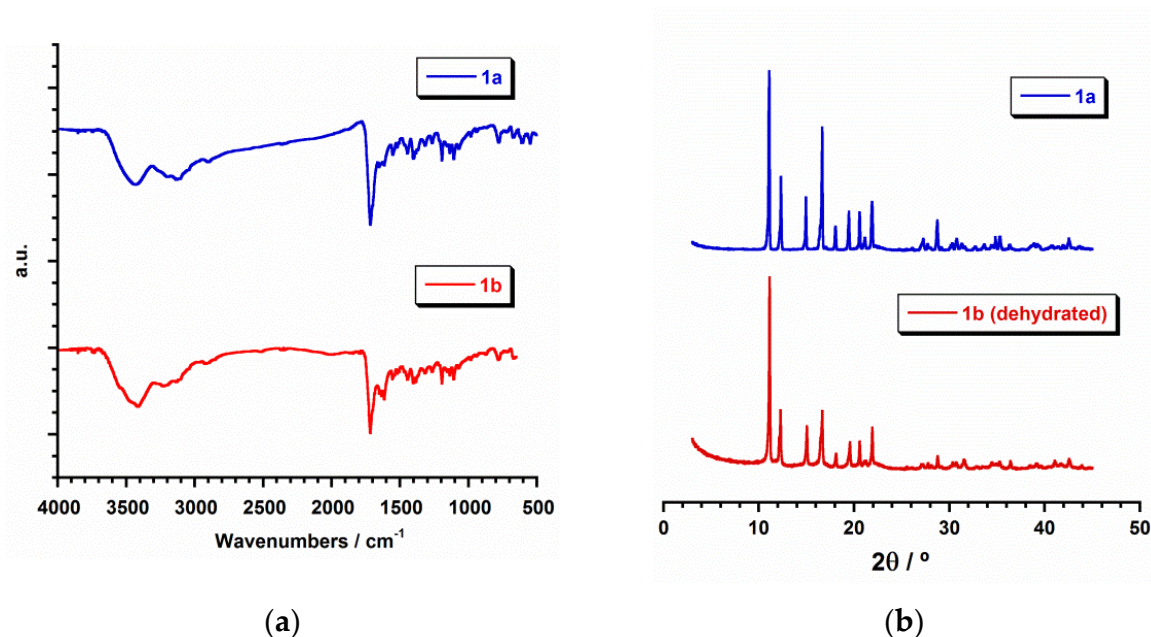 1a
1b
a.u.
4000 3500 3000 2500 2000 1500 1000 500
Wavenumbers / cm⁻¹
(a)
1a
1b (dehydrated)
0 10 20 30 40 50
2θ / º
(b)